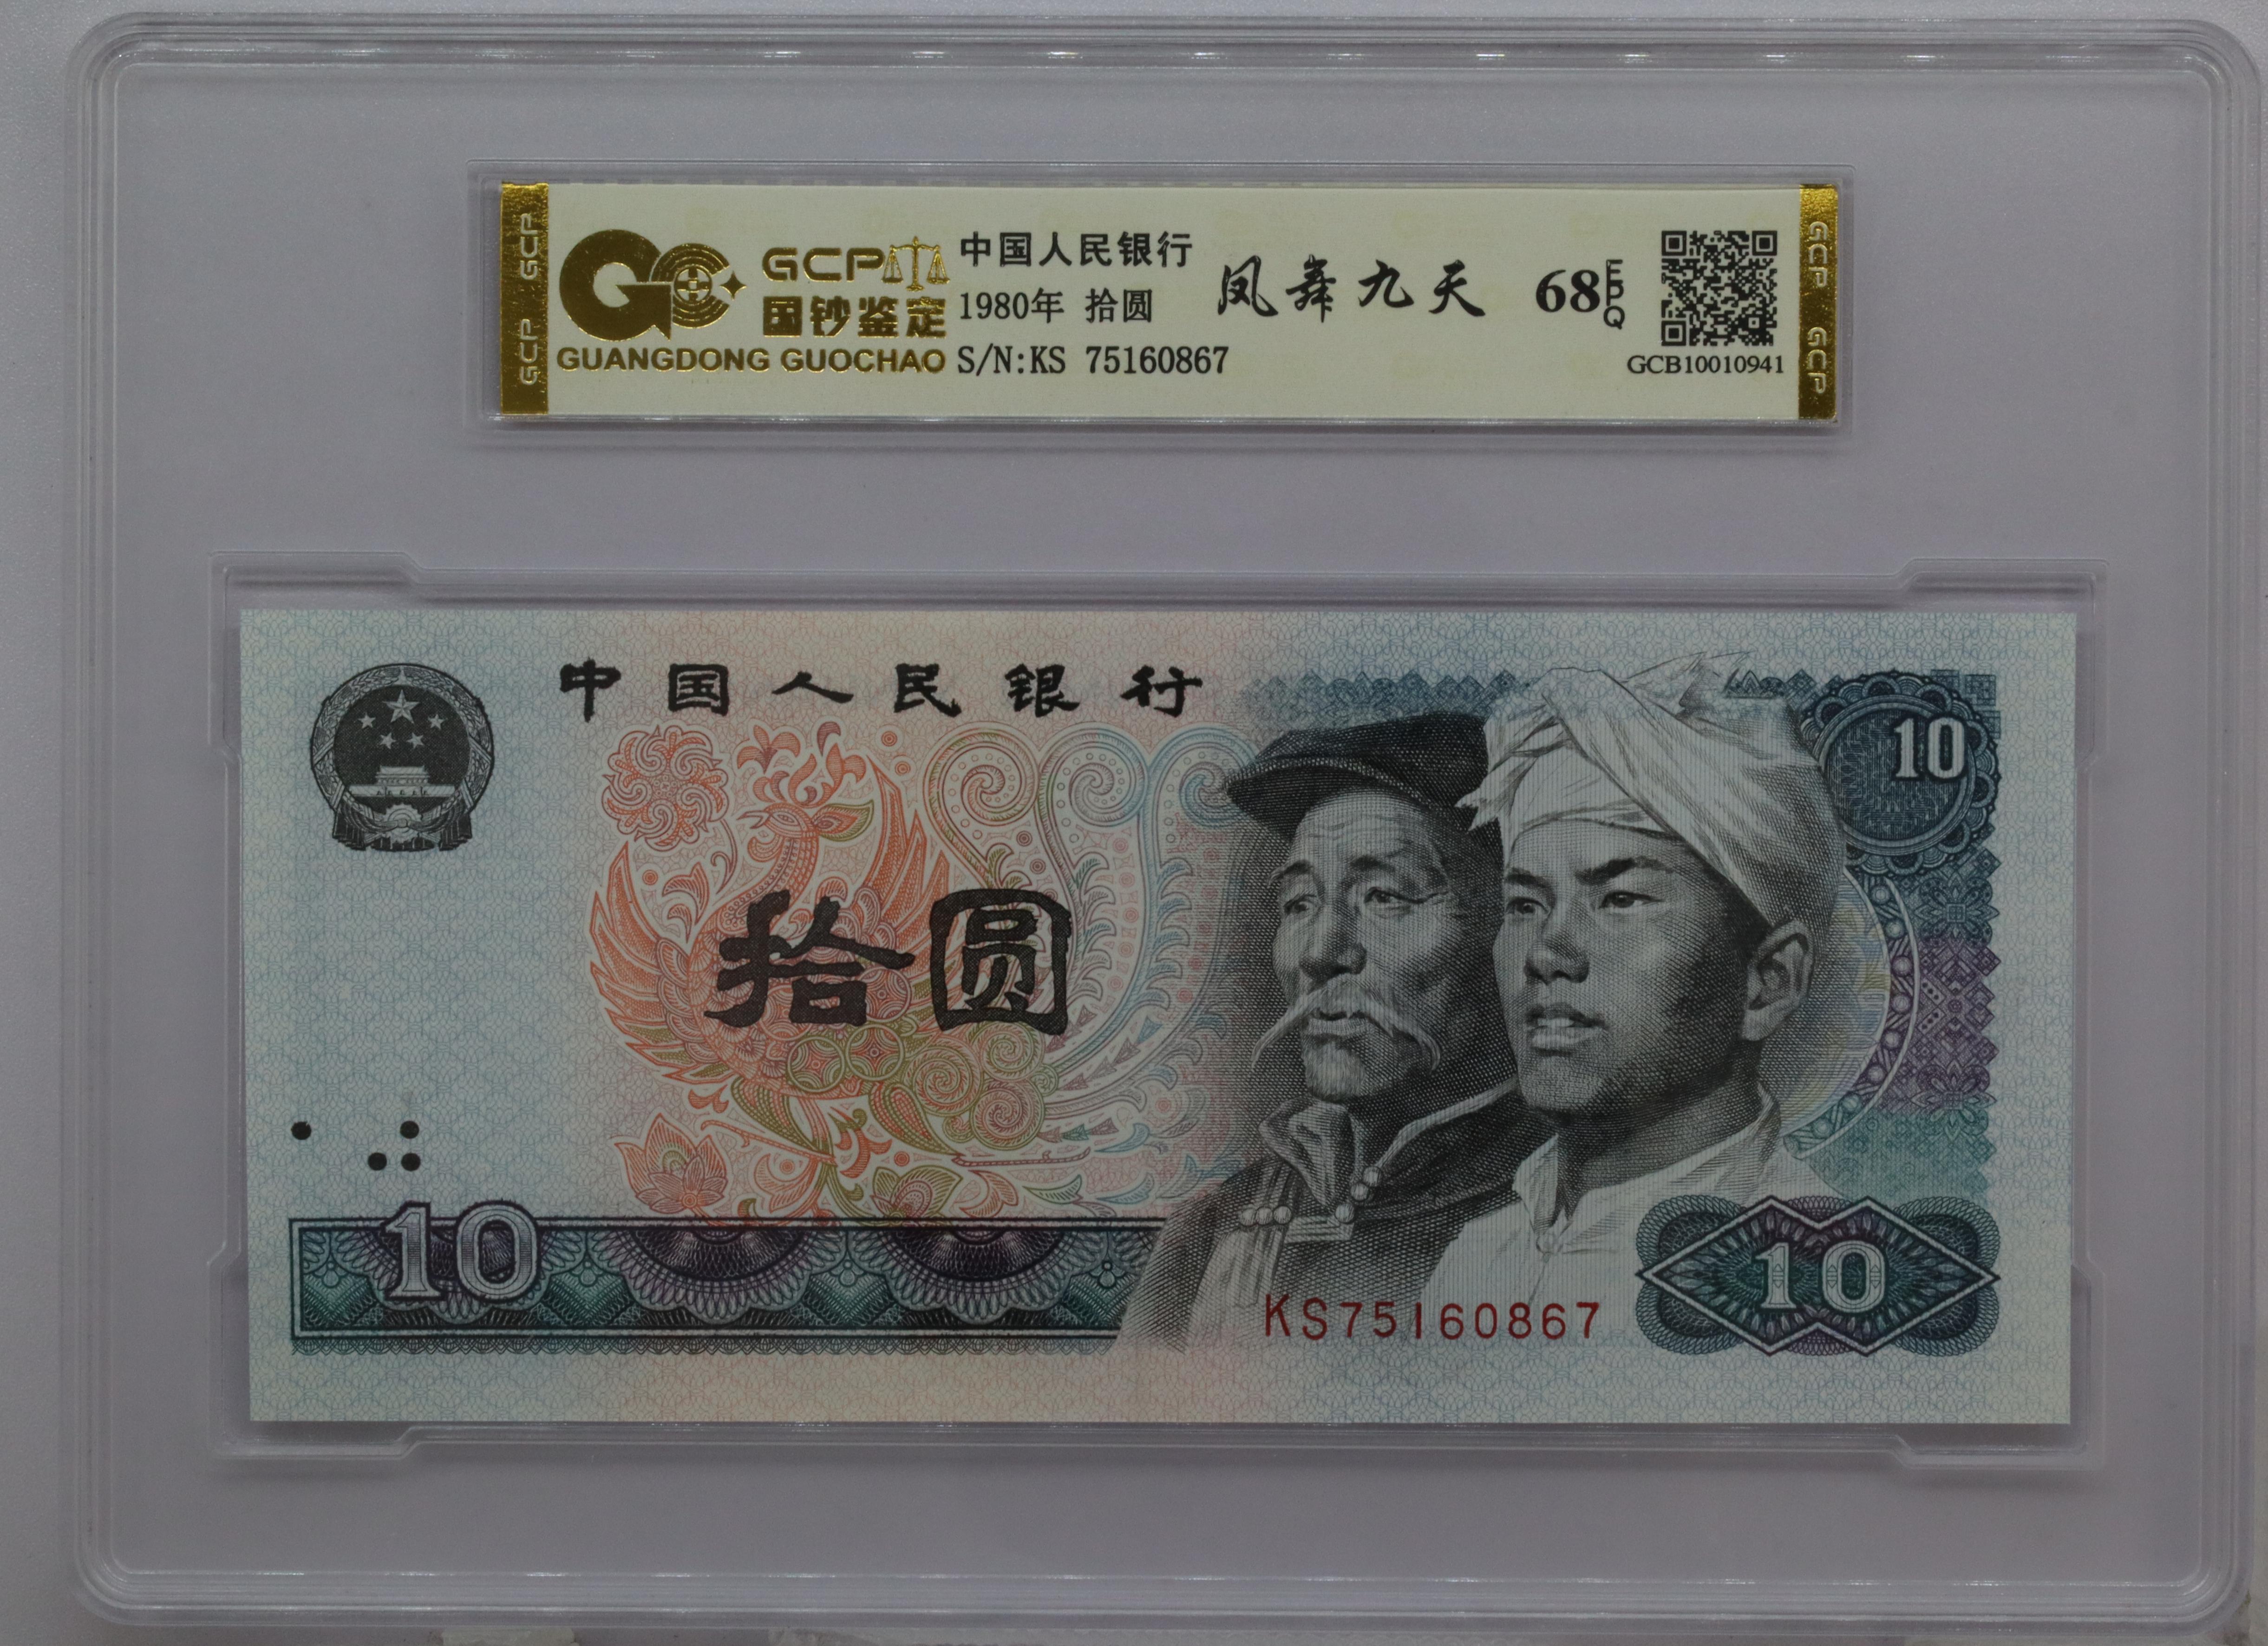 GCP GCP
GCP
国钞鉴定
GUANGDONG GUOCHAO
中国人民银行
1980年 拾圆
S/N:KS 75160867
凤舞九天
68
EPQ
GCB10010941
GCP GCP
中国人民银行
10
拾圆
10
KS75160867
10